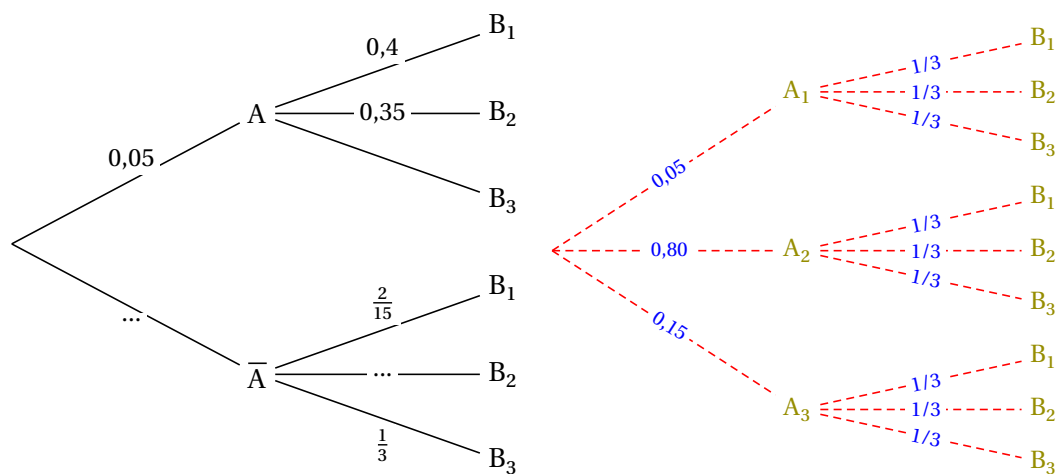 B₁
0,4
A
0,35
B₂
0,05
B₃
...
B₁
2/15
A̅
...
B₂
1/3
B₃
B₁
1/3
A₁
1/3
B₂
1/3
B₃
0,05
B₁
1/3
0,80
A₂
1/3
B₂
1/3
B₃
0,15
B₁
1/3
A₃
1/3
B₂
1/3
B₃